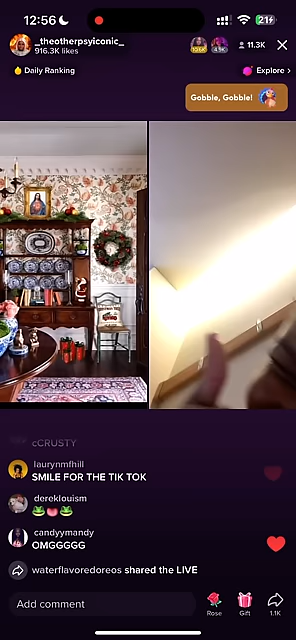 12:56
21
_theotherpsyiconic_
916.3K likes
11.3K
Daily Ranking
Explore >
Gobble, Gobble!
cCRUSTY
laurynmfhill
SMILE FOR THE TIK TOK
dereklouism
candyymandy
OMGGGGG
waterflavoredoreos shared the LIVE
Add comment
Rose
Gift
1.1K